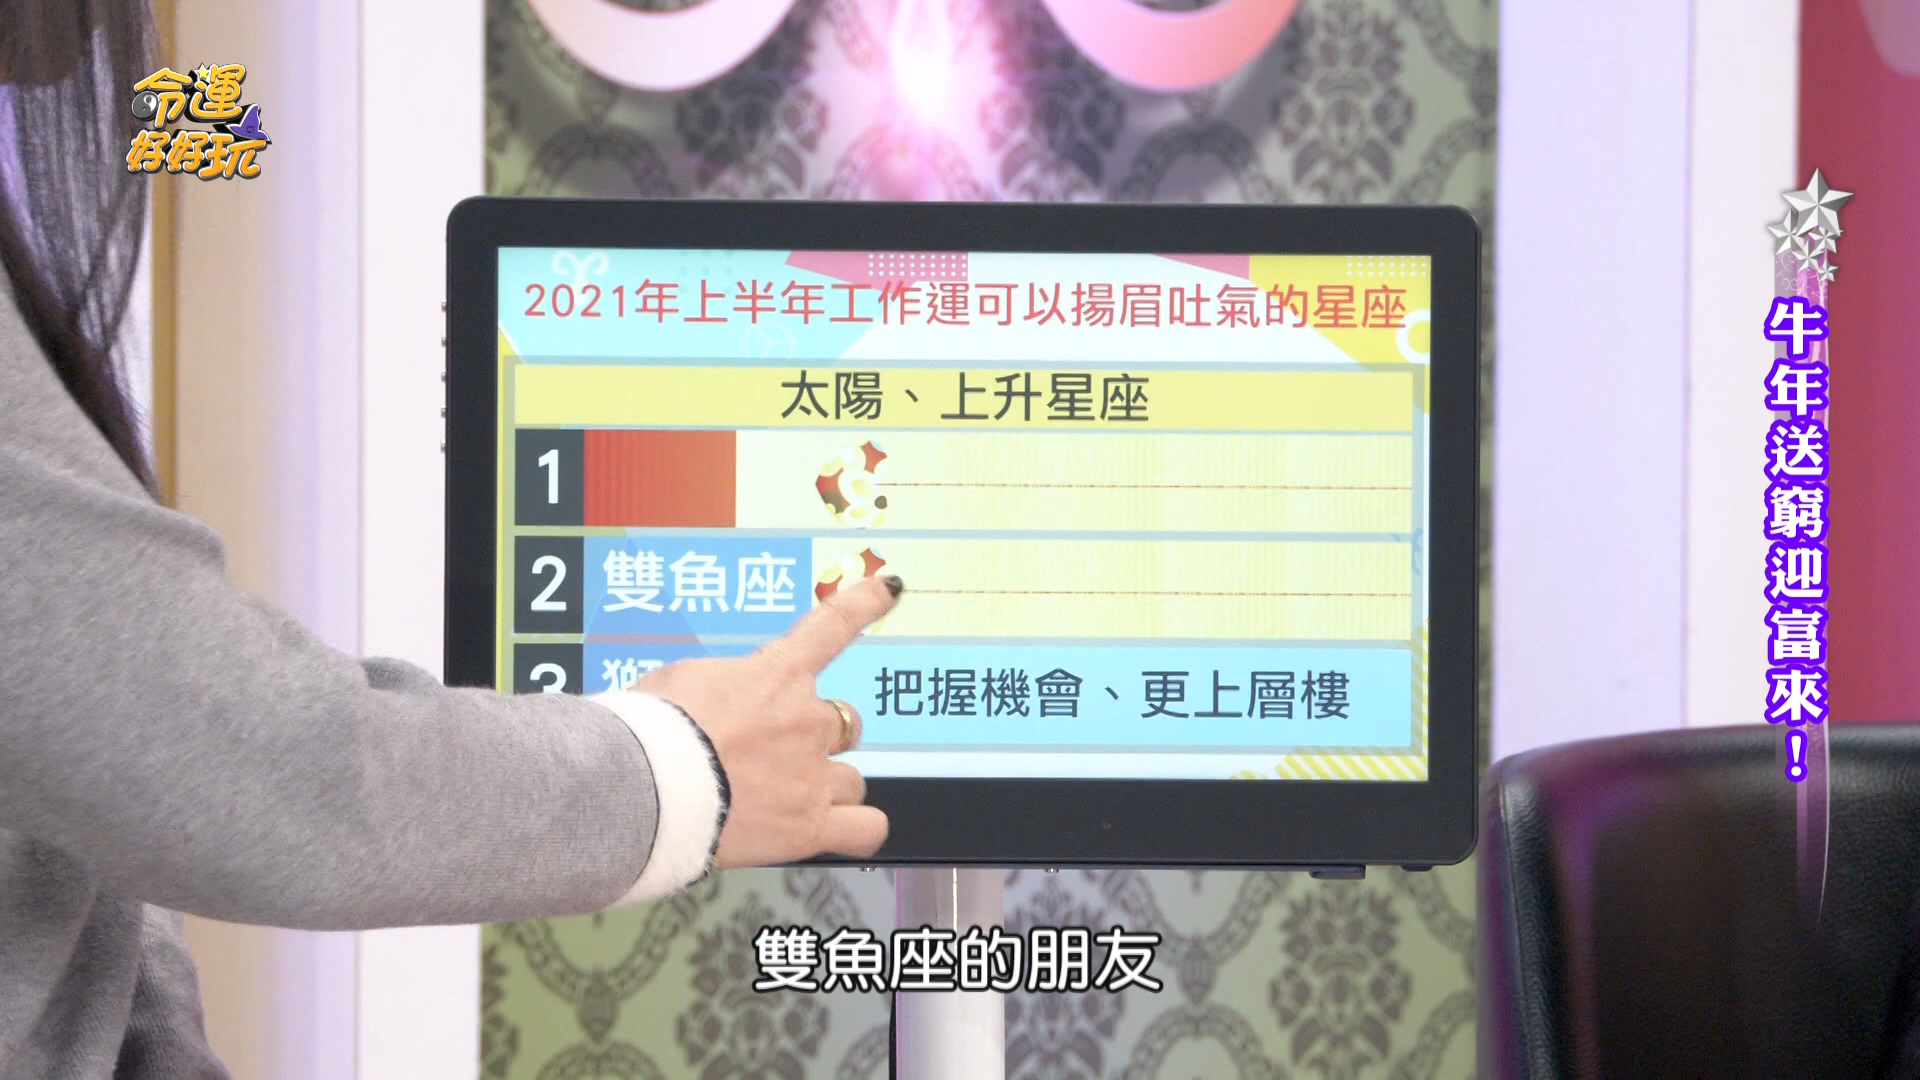 命運
好好玩
2021年上半年工作運可以揚眉吐氣的星座
太陽、上升星座
1
2 雙魚座
3 把握機會、更上層樓
牛年送窮迎富來！
雙魚座的朋友